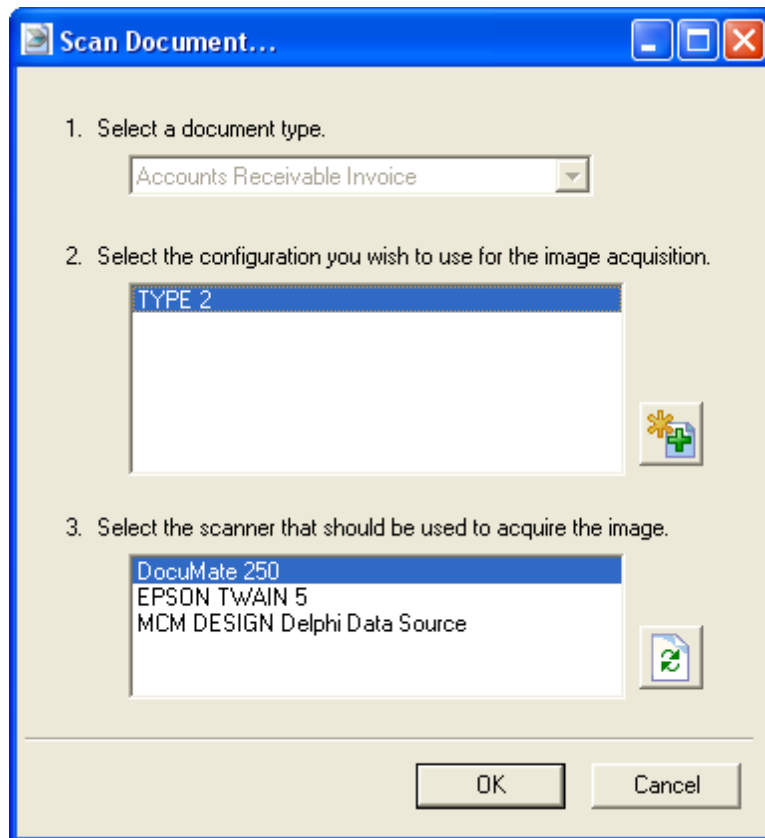 Scan Document...
1. Select a document type.
Accounts Receivable Invoice
2. Select the configuration you wish to use for the image acquisition.
TYPE 2
3. Select the scanner that should be used to acquire the image.
DocuMate 250
EPSON TWAIN 5
MCM DESIGN Delphi Data Source
OK Cancel